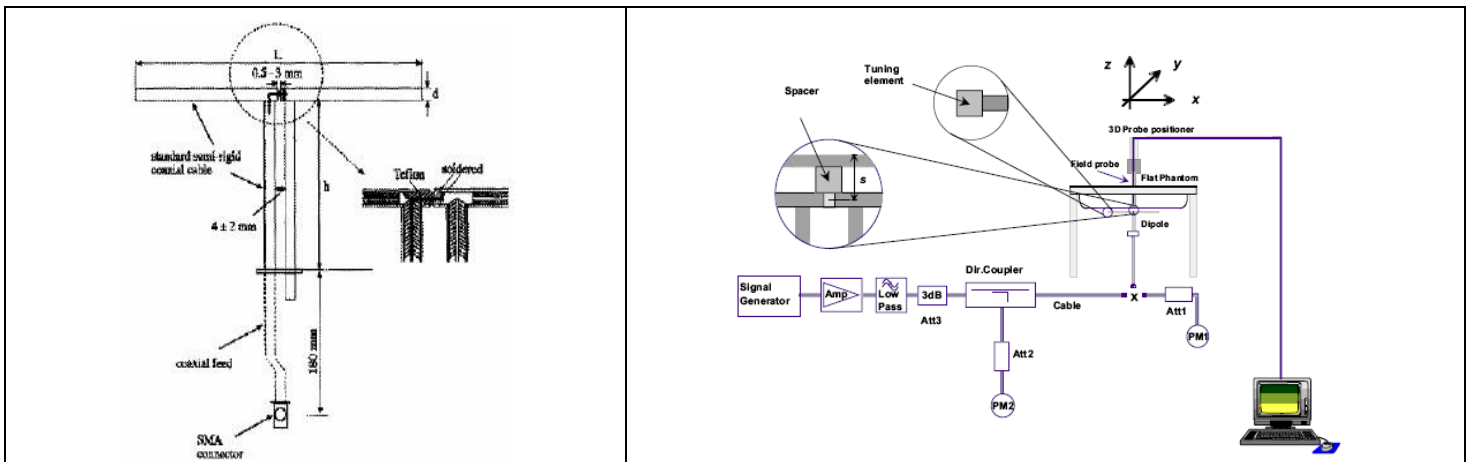 L
0.5 - 3 mm
d
standard semi-rigid
coaxial cable
h
Teflon
soldered
4 ± 2 mm
coaxial feed
180 mm
SMA
connector
Tuning
element
Spacer
s
z
y
x
3D Probe positioner
Field probe
Flat Phantom
Dipole
Signal
Generator
Amp
Low
Pass
3dB
Att3
Dir.Coupler
Cable
x
Att1
PM1
Att2
PM2